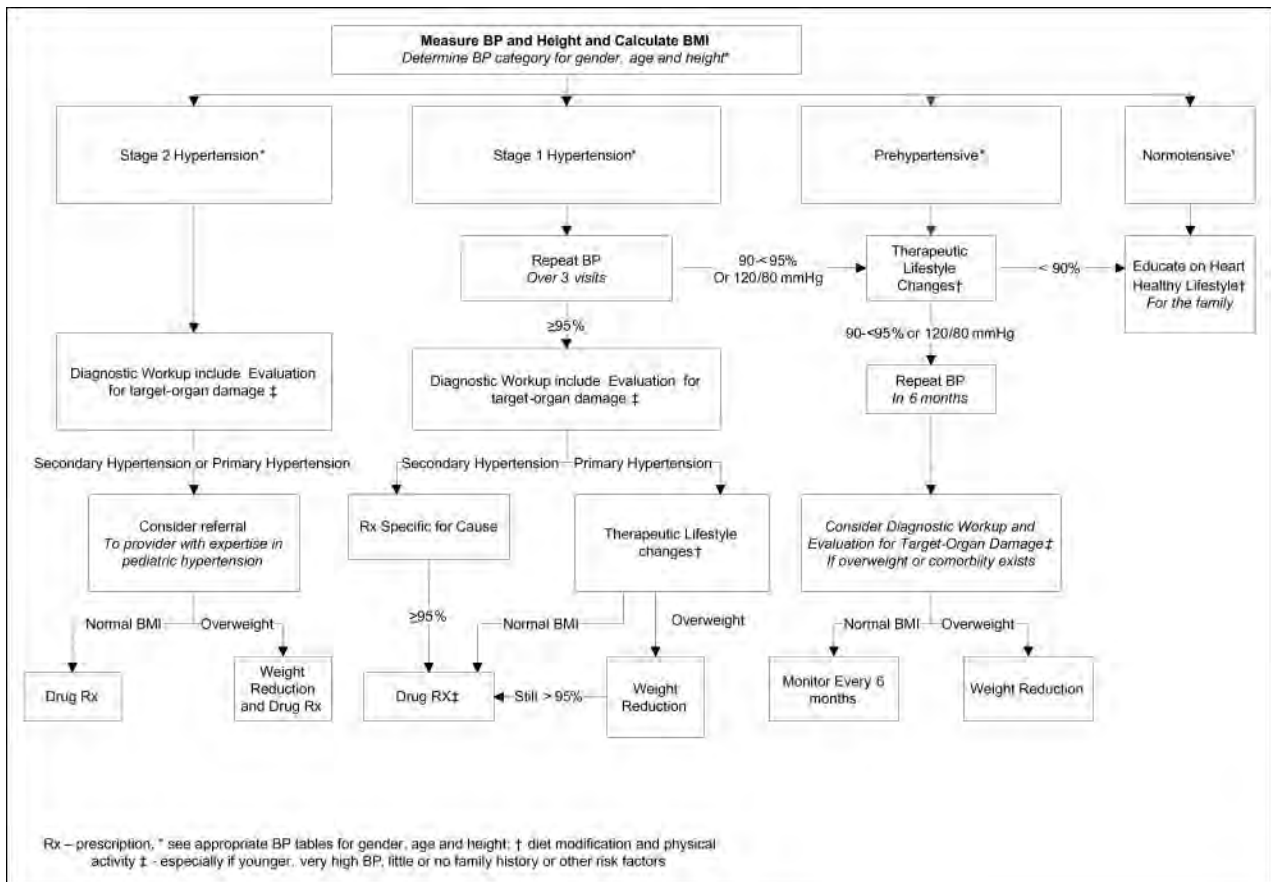 Measure BP and Height and Calculate BMI
Determine BP category for gender, age and height*
Stage 2 Hypertension*
Stage 1 Hypertension*
Prehypertensive*
Normotensive*
Repeat BP
Over 3 visits
90-<95%
Or 120/80 mmHg
Therapeutic
Lifestyle
Changes†
< 90%
Educate on Heart
Healthy Lifestyle†
For the family
≥95%
90-<95% or 120/80 mmHg
Diagnostic Workup include Evaluation
for target-organ damage ‡
Diagnostic Workup include Evaluation for
target-organ damage ‡
Repeat BP
In 6 months
Secondary Hypertension or Primary Hypertension
Secondary Hypertension
Primary Hypertension
Consider referral
To provider with expertise in
pediatric hypertension
Rx Specific for Cause
Therapeutic Lifestyle
changes†
Consider Diagnostic Workup and
Evaluation for Target-Organ Damage‡
If overweight or comorbiity exists
≥95%
Normal BMI
Overweight
Normal BMI
Overweight
Normal BMI
Overweight
Drug Rx
Weight
Reduction
and Drug Rx
Drug RX‡
Still > 95%
Weight
Reduction
Monitor Every 6
months
Weight Reduction
Rx – prescription, * see appropriate BP tables for gender, age and height; † diet modification and physical
activity ‡ - especially if younger, very high BP, little or no family history or other risk factors